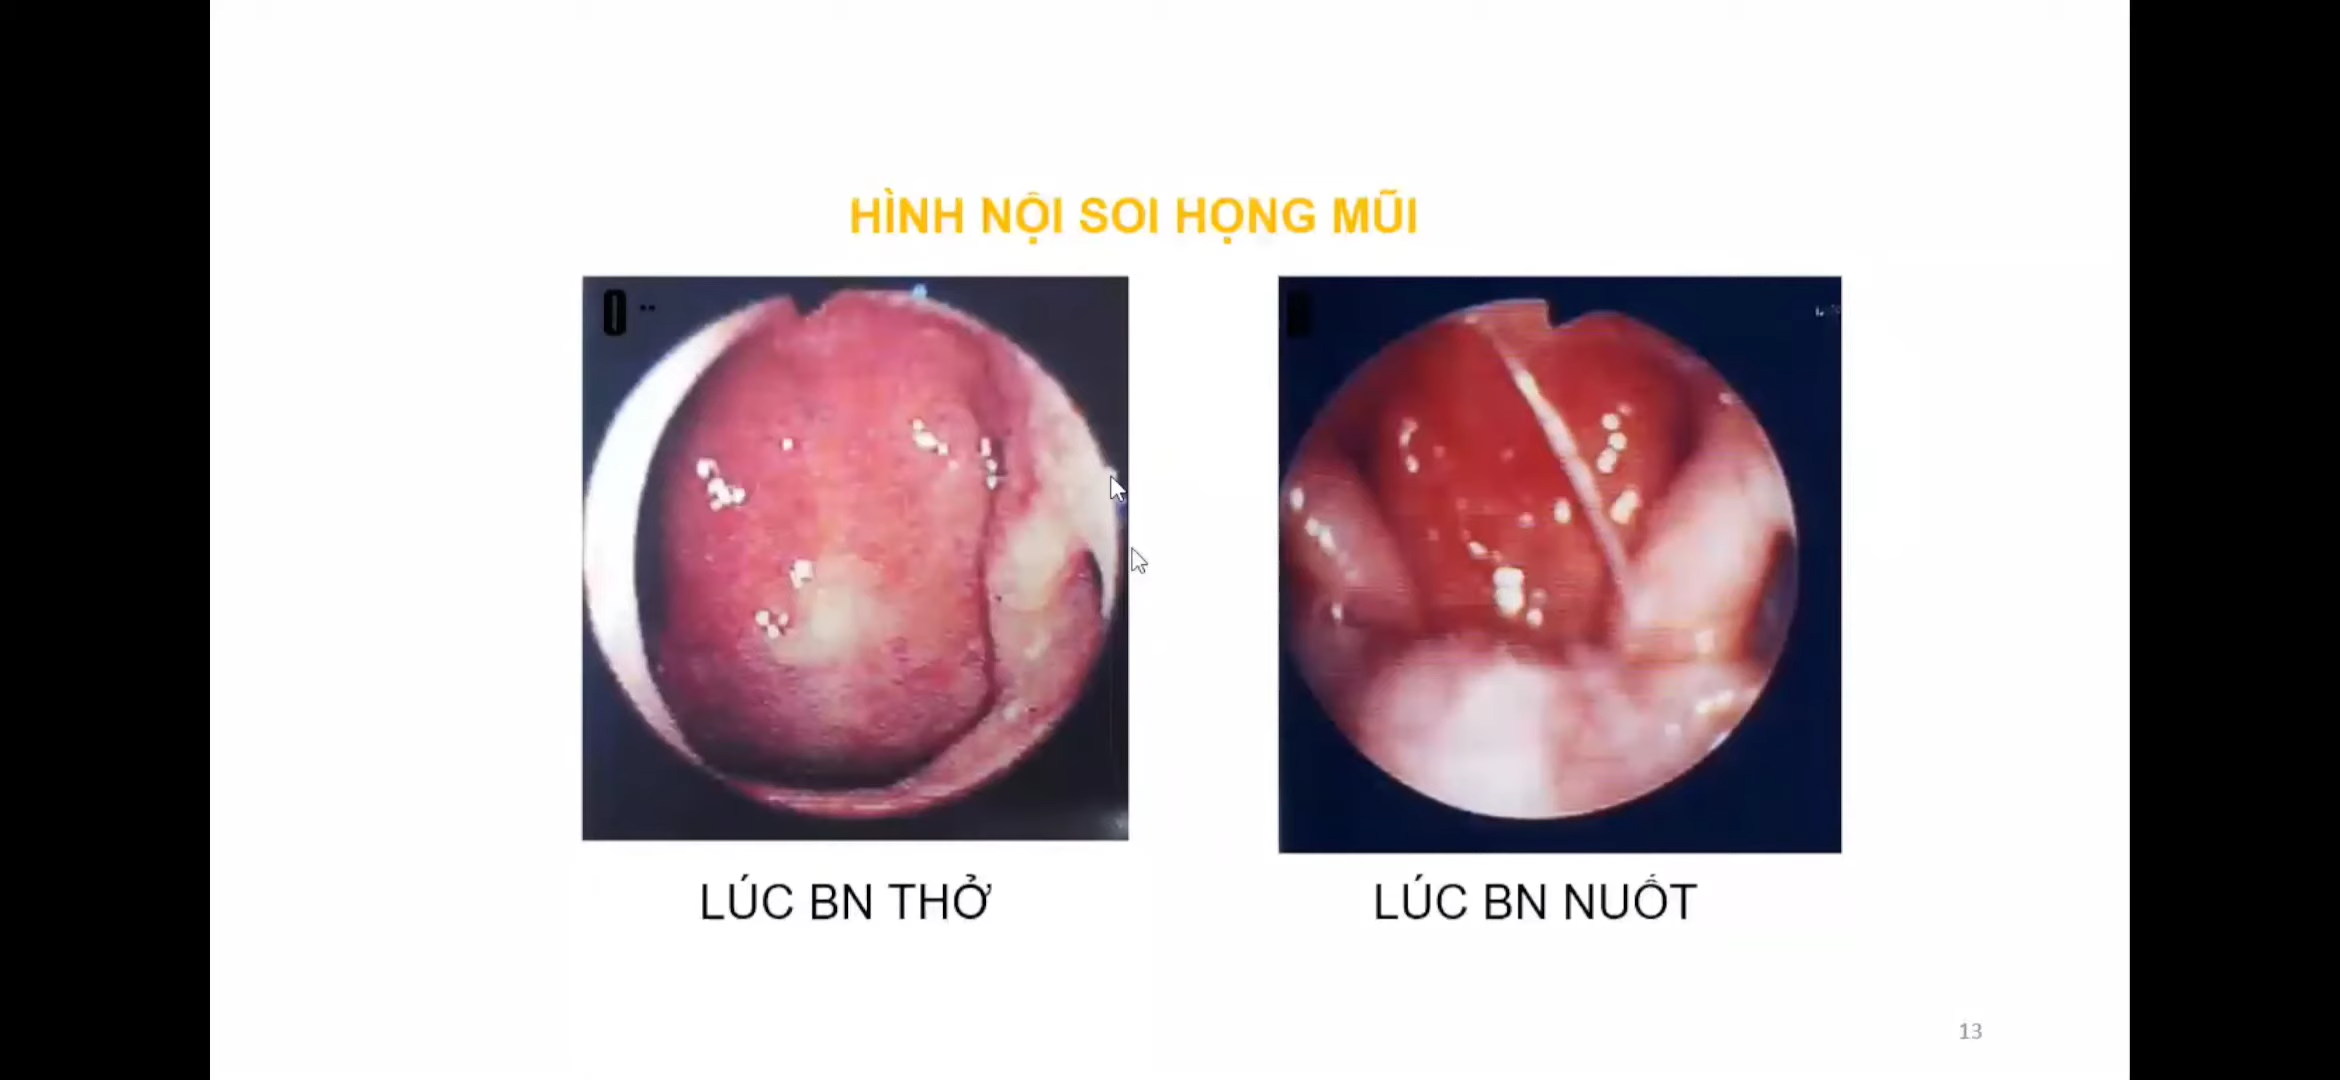 HÌNH NỘI SOI HỌNG MŨI
LÚC BN THỞ
LÚC BN NUỐT
13